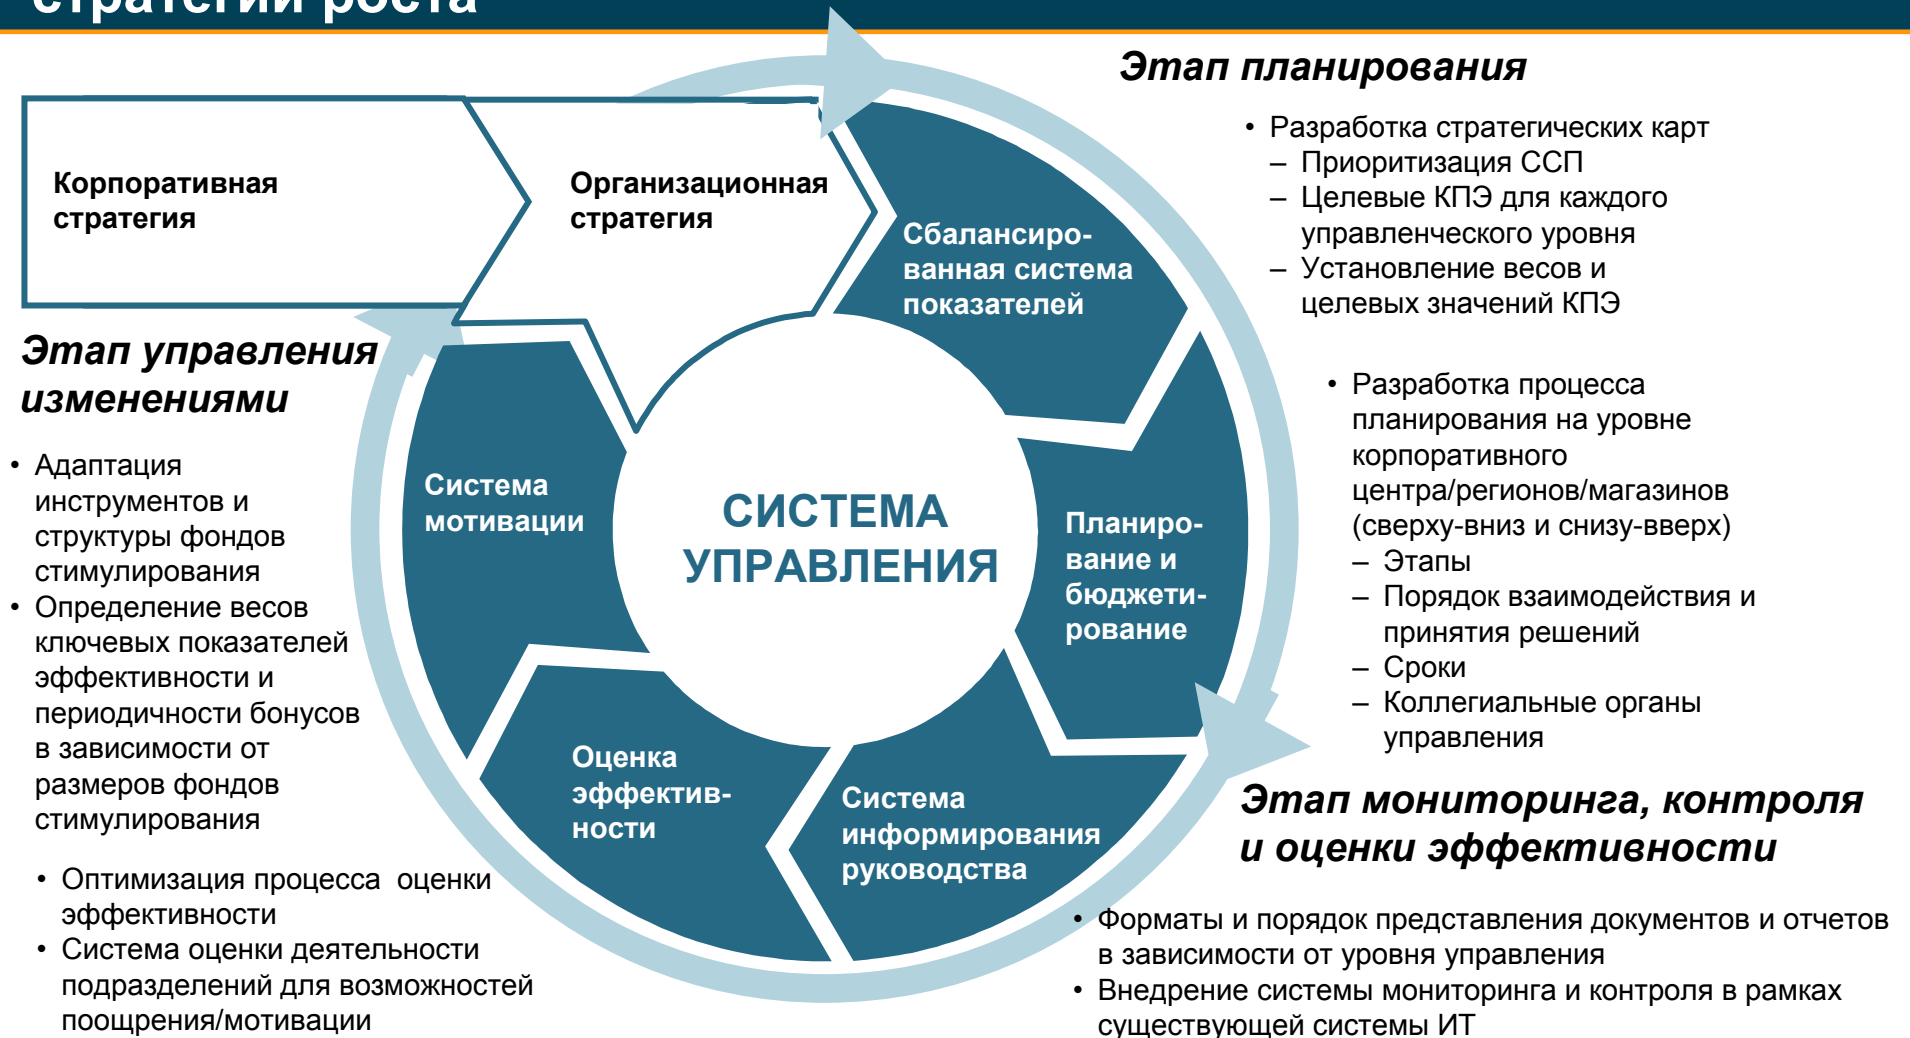 стратегии роста
Этап планирования
• Разработка стратегических карт
– Приоритизация ССП
– Целевые КПЭ для каждого
управленческого уровня
– Установление весов и
целевых значений КПЭ
• Разработка процесса
планирования на уровне
корпоративного
центра/регионов/магазинов
(сверху-вниз и снизу-вверх)
– Этапы
– Порядок взаимодействия и
принятия решений
– Сроки
– Коллегиальные органы
управления
Корпоративная
стратегия
Организационная
стратегия
Сбалансиро-
ванная система
показателей
Планиро-
вание и
бюджети-
рование
Система
информирования
руководства
Оценка
эффектив-
ности
Система
мотивации
СИСТЕМА
УПРАВЛЕНИЯ
Этап управления
изменениями
• Адаптация
инструментов и
структуры фондов
стимулирования
• Определение весов
ключевых показателей
эффективности и
периодичности бонусов
в зависимости от
размеров фондов
стимулирования
• Оптимизация процесса оценки
эффективности
• Система оценки деятельности
подразделений для возможностей
поощрения/мотивации
Этап мониторинга, контроля
и оценки эффективности
• Форматы и порядок представления документов и отчетов
в зависимости от уровня управления
• Внедрение системы мониторинга и контроля в рамках
существующей системы ИТ